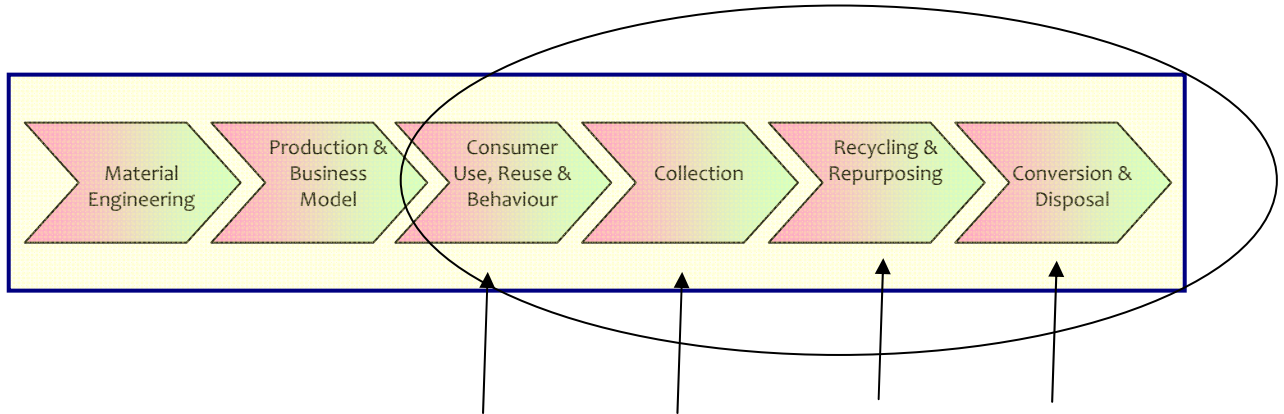 Material
Engineering
Production &
Business
Model
Consumer
Use, Reuse &
Behaviour
Collection
Recycling &
Repurposing
Conversion &
Disposal